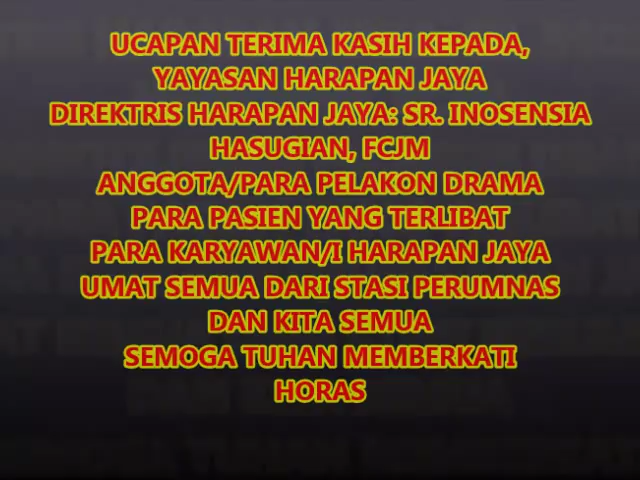 UCAPAN TERIMA KASIH KEPADA,
YAYASAN HARAPAN JAYA
DIREKTRIS HARAPAN JAYA: SR. INOSENSIA
HASUGIAN, FCJM
ANGGOTA/PARA PELAKON DRAMA
PARA PASIEN YANG TERLIBAT
PARA KARYAWAN/I HARAPAN JAYA
UMAT SEMUA DARI STASI PERUMNAS
DAN KITA SEMUA
SEMOGA TUHAN MEMBERKATI
HORAS